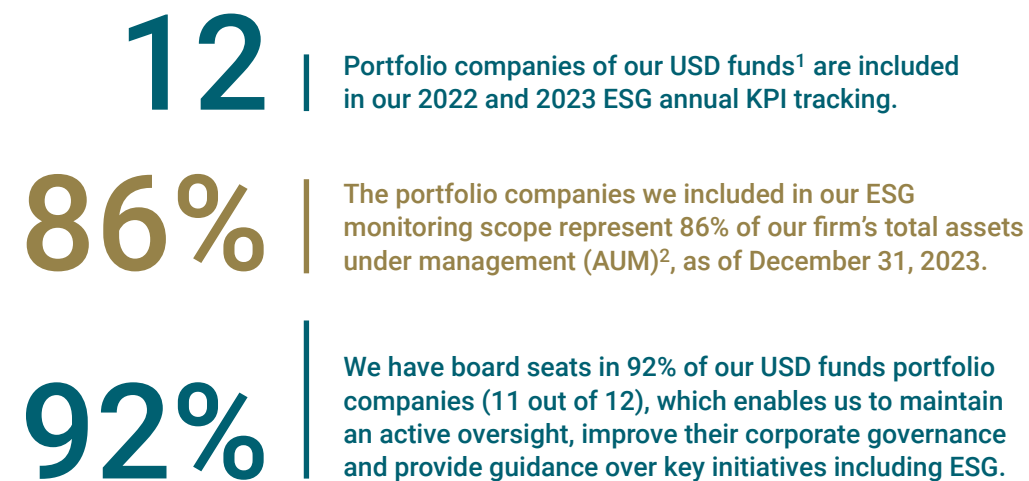 12
Portfolio companies of our USD funds¹ are included
in our 2022 and 2023 ESG annual KPI tracking.
86%
The portfolio companies we included in our ESG
monitoring scope represent 86% of our firm’s total assets
under management (AUM)², as of December 31, 2023.
92%
We have board seats in 92% of our USD funds portfolio
companies (11 out of 12), which enables us to maintain
an active oversight, improve their corporate governance
and provide guidance over key initiatives including ESG.